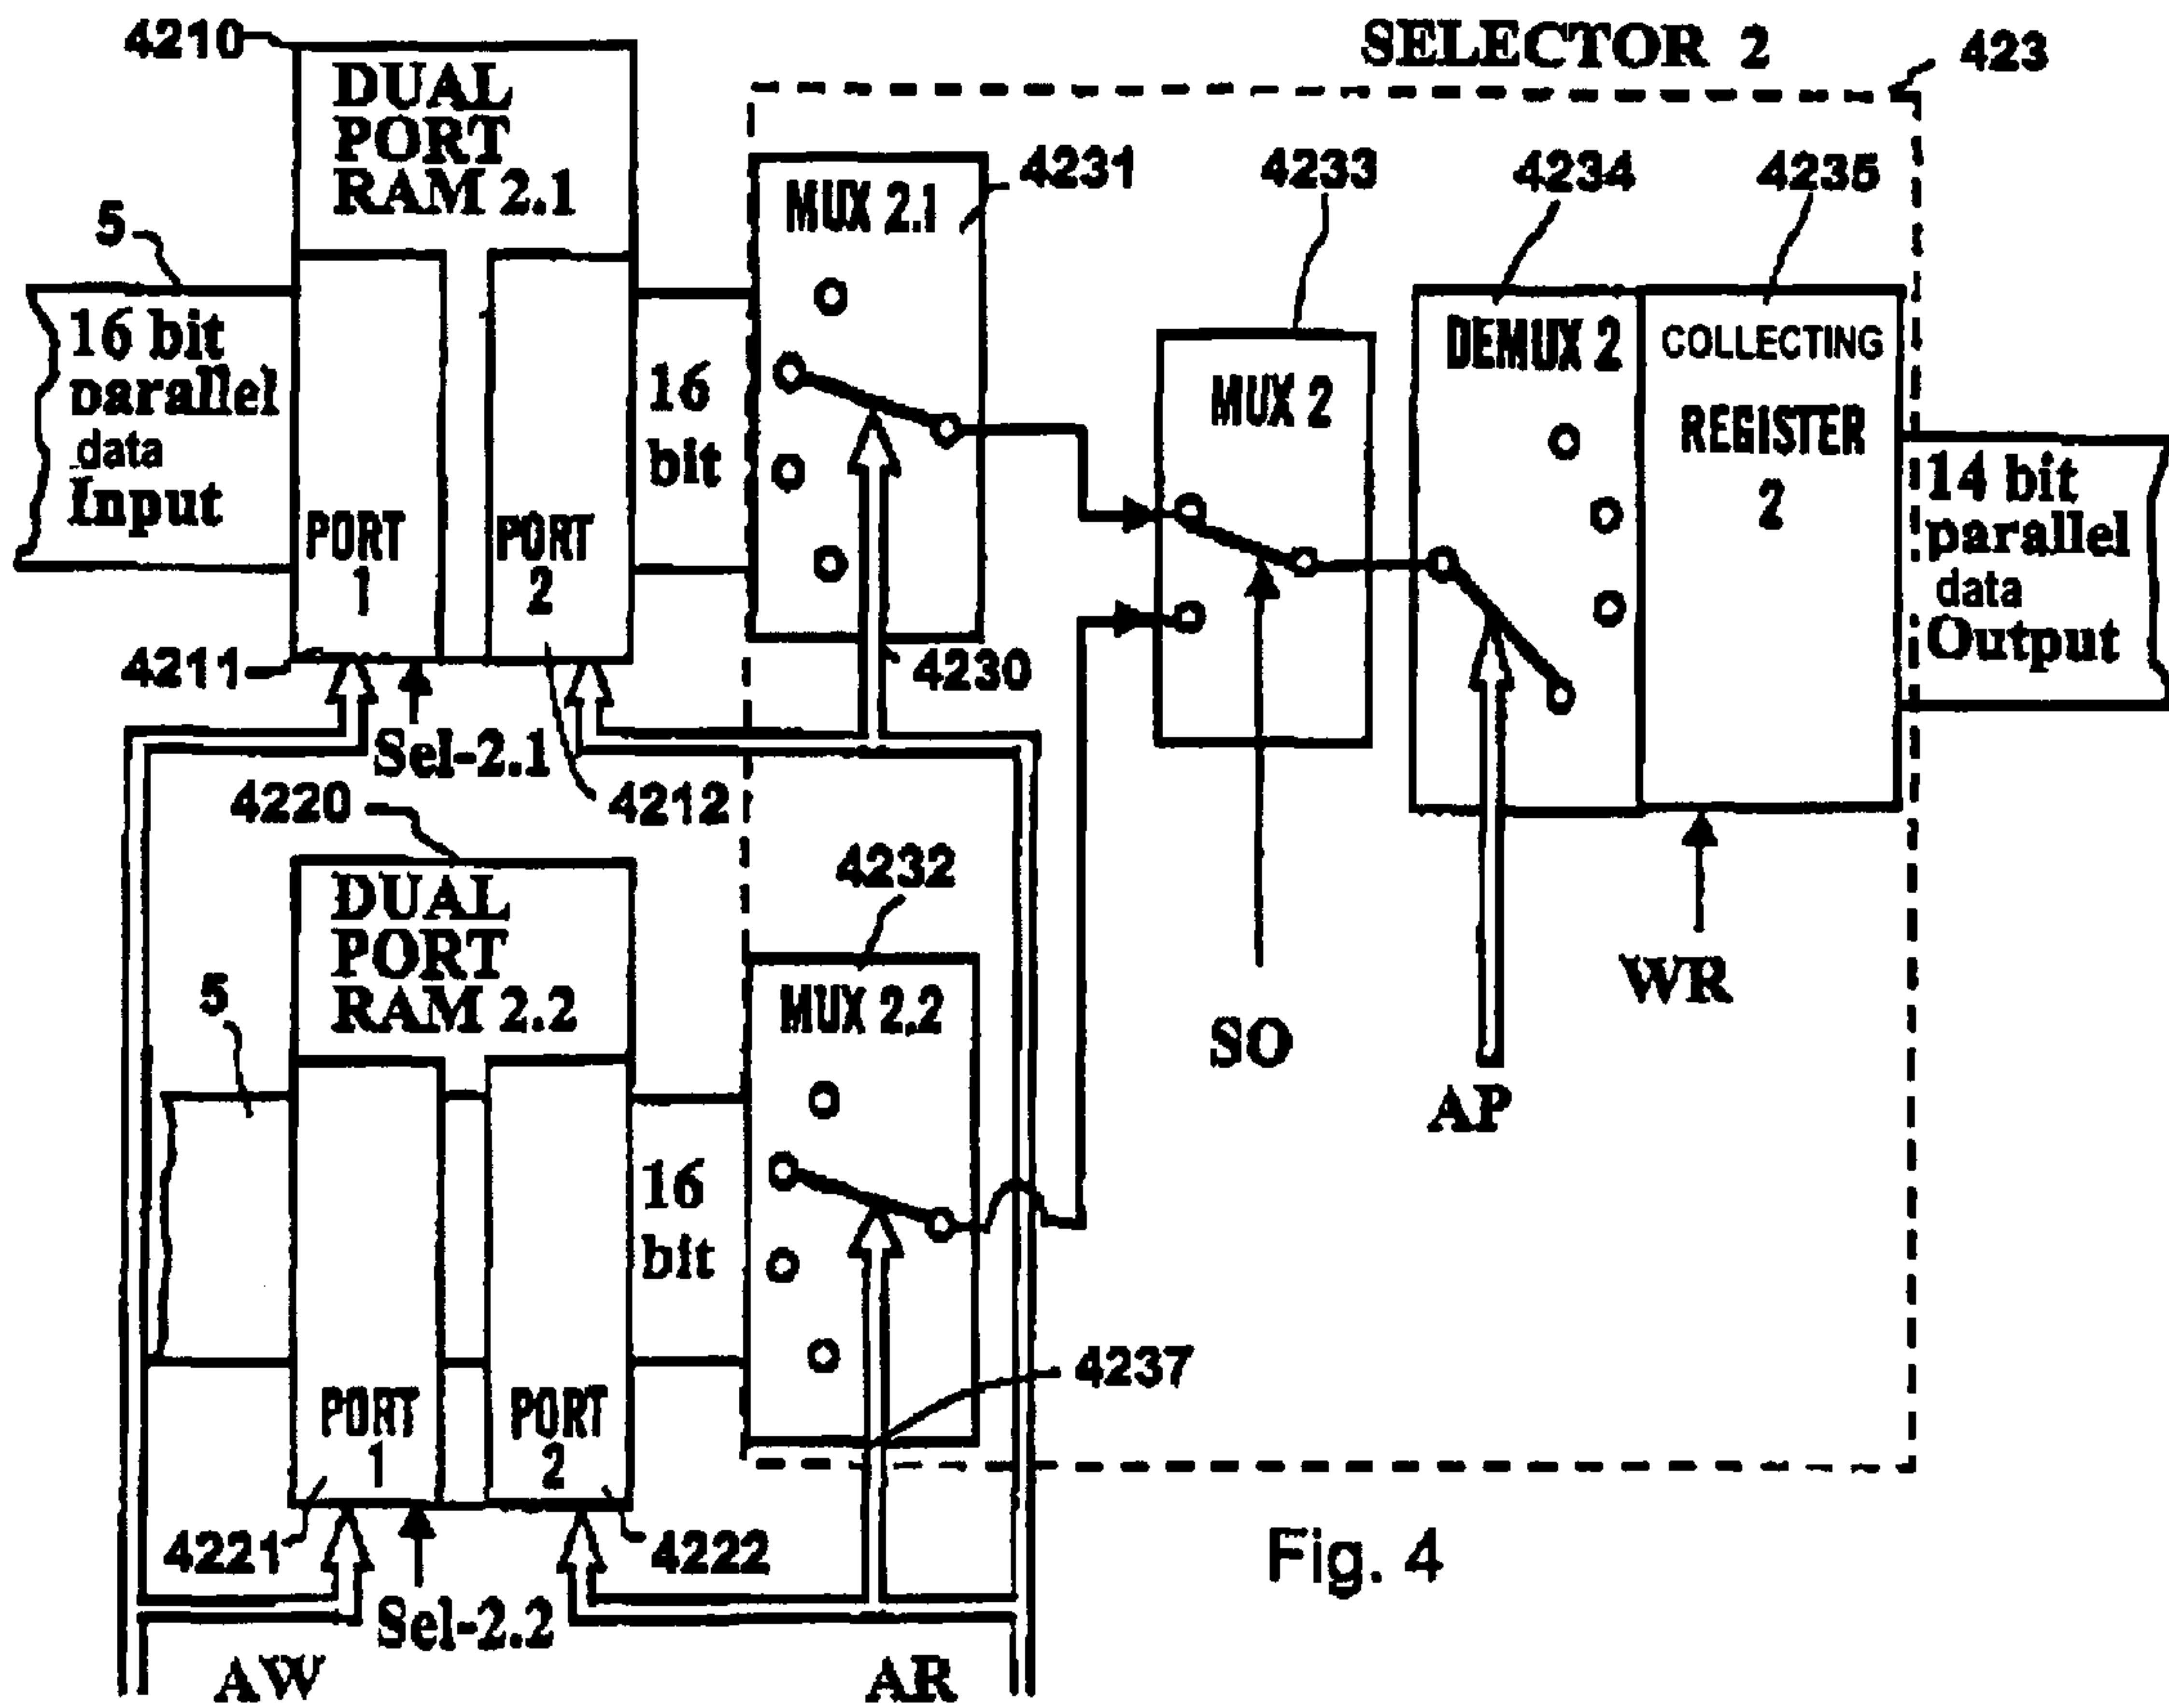 4210
DUAL
PORT
RAM 2.1
SELECTOR 2
423
4231
4233
4234
4235
MUX 2.1
5
16 bit
parallel
data
Input
PORT
1
PORT
2
16
bit
MUX 2
DEMUX 2
COLLECTING
REGISTER
2
14 bit
parallel
data
Output
4211
Sel-2.1
4212
4230
4220
DUAL
PORT
RAM 2.2
4232
MUX 2.2
5
SO
AP
WR
16
bit
PORT
1
PORT
2
4237
4221
Sel-2.2
4222
AW
AR
Fig. 4